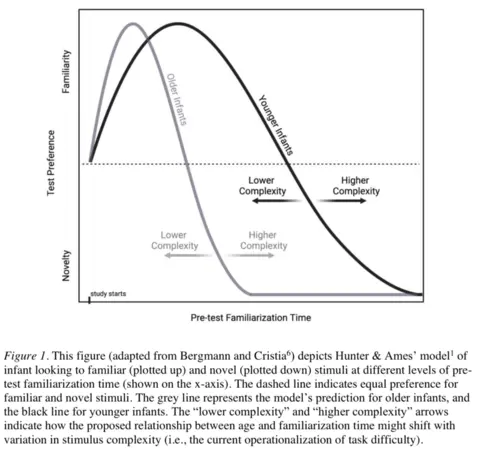 Familiarity
Test Preference
Novelty
Older Infants
Younger Infants
Lower
Complexity
Higher
Complexity
Lower
Complexity
Higher
Complexity
study starts
Pre-test Familiarization Time
Figure 1. This figure (adapted from Bergmann and Cristia6) depicts Hunter & Ames’ model1 of
infant looking to familiar (plotted up) and novel (plotted down) stimuli at different levels of pre-
test familiarization time (shown on the x-axis). The dashed line indicates equal preference for
familiar and novel stimuli. The grey line represents the model’s prediction for older infants, and
the black line for younger infants. The “lower complexity” and “higher complexity” arrows
indicate how the proposed relationship between age and familiarization time might shift with
variation in stimulus complexity (i.e., the current operationalization of task difficulty).